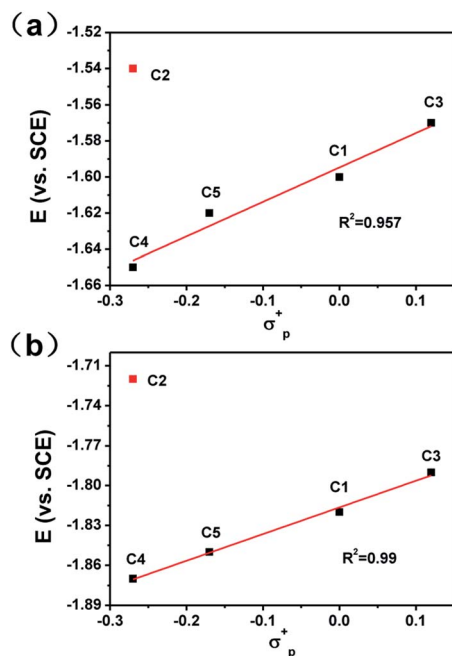 (a)
-1.52
-1.54
-1.56
-1.58
-1.60
-1.62
-1.64
-1.66
E (vs. SCE)
C2
C3
C1
C5
C4
R²=0.957
-0.3 -0.2 -0.1 0.0 0.1
σ⁺p
(b)
-1.71
-1.74
-1.77
-1.80
-1.83
-1.86
-1.89
E (vs. SCE)
C2
C3
C1
C5
C4
R²=0.99
-0.3 -0.2 -0.1 0.0 0.1
σ⁺p